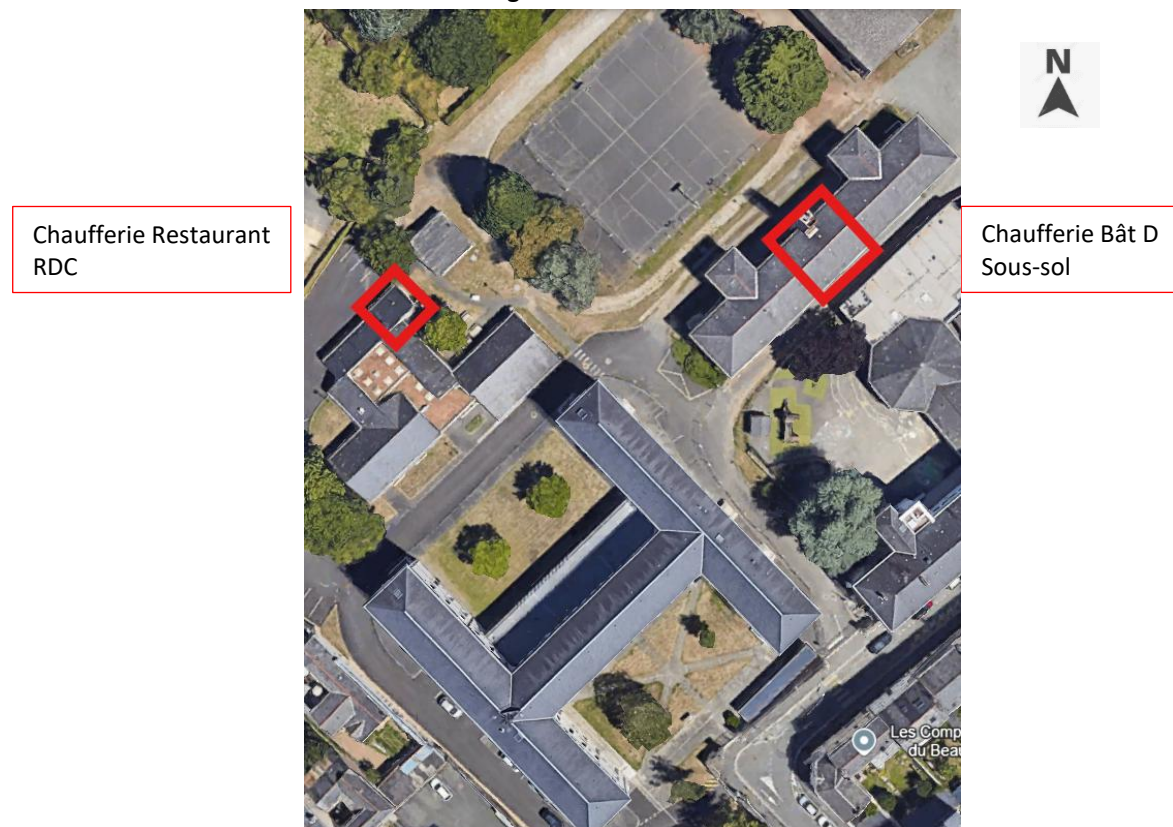 N
Chaufferie Restaurant
RDC
Chaufferie Bât D
Sous-sol
Les Comp
du Beau